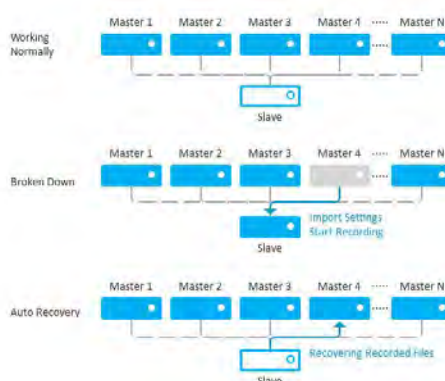 Master 1 Master 2 Master 3 Master 4 ..... Master N
Working
Normally
Slave
Master 1 Master 2 Master 3 Master 4 ..... Master N
Broken Down
Import Settings
Start Recording
Slave
Master 1 Master 2 Master 3 Master 4 ..... Master N
Auto Recovery
Recovering Recorded Files
Slave